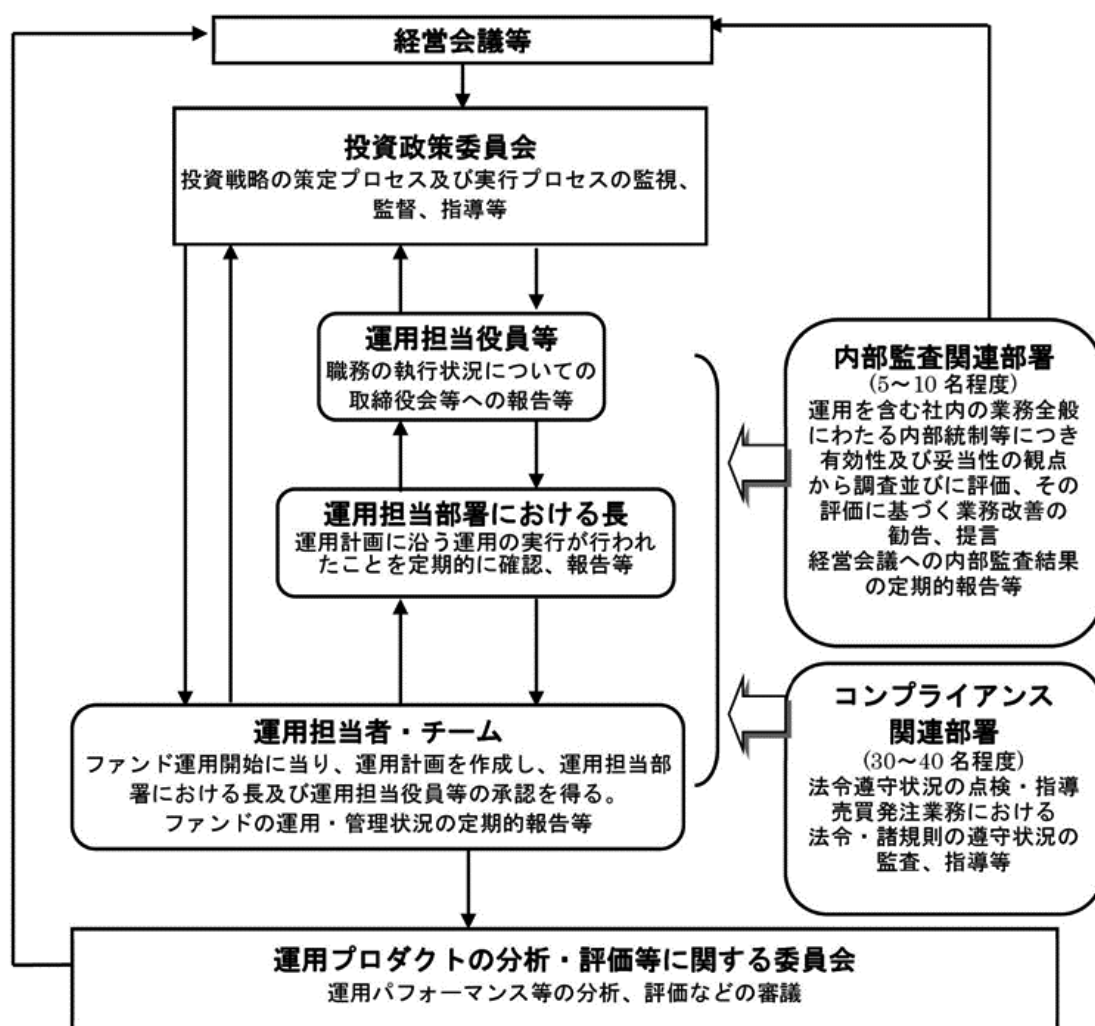 経営会議等
投資政策委員会
投資戦略の策定プロセス及び実行プロセスの監視、
監督、指導等
運用担当役員等
職務の執行状況についての
取締役会等への報告等
運用担当部署における長
運用計画に沿う運用の実行が行われ
たことを定期的に確認、報告等
運用担当者・チーム
ファンド運用開始に当り、運用計画を作成し、運用担当部
署における長及び運用担当役員等の承認を得る。
ファンドの運用・管理状況の定期的報告等
内部監査関連部署
(5～10 名程度)
運用を含む社内の業務全般
にわたる内部統制等につき
有効性及び妥当性の観点
から調査並びに評価、その
評価に基づく業務改善の
勧告、提言
経営会議への内部監査結果
の定期的報告等
コンプライアンス
関連部署
(30～40 名程度)
法令遵守状況の点検・指導
売買発注業務における
法令・諸規則の遵守状況の
監査、指導等
運用プロダクトの分析・評価等に関する委員会
運用パフォーマンス等の分析、評価などの審議